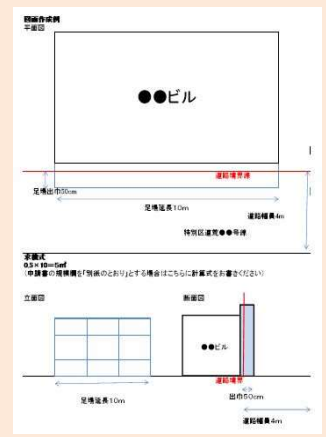 図面作成例
平面図
●●ビル
道路境界線
足場出巾50cm
足場延長10m
道路幅員4m
特別区道荒●●号線
求積式
0.5×10=5㎡
（申請書の規模欄を「別紙のとおり」とする場合はこちらに計算式をお書きください）
立面図
断面図
●●ビル
道路境界
出巾50cm
足場延長10m
道路幅員4m